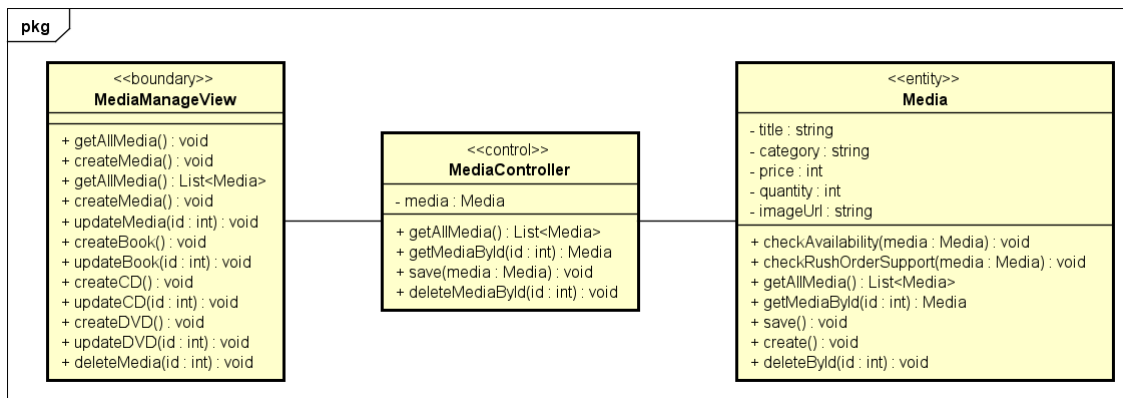 pkg
<<boundary>>
MediaManageView
+ getAllMedia() : void
+ createMedia() : void
+ getAllMedia() : List<Media>
+ createMedia() : void
+ updateMedia(id : int) : void
+ createBook() : void
+ updateBook(id : int) : void
+ createCD() : void
+ updateCD(id : int) : void
+ createDVD() : void
+ updateDVD(id : int) : void
+ deleteMedia(id : int) : void
<<control>>
MediaController
- media : Media
+ getAllMedia() : List<Media>
+ getMediaById(id : int) : Media
+ save(media : Media) : void
+ deleteMediaById(id : int) : void
<<entity>>
Media
- title : string
- category : string
- price : int
- quantity : int
- imageUrl : string
+ checkAvailability(media : Media) : void
+ checkRushOrderSupport(media : Media) : void
+ getAllMedia() : List<Media>
+ getMediaById(id : int) : Media
+ save() : void
+ create() : void
+ deleteById(id : int) : void